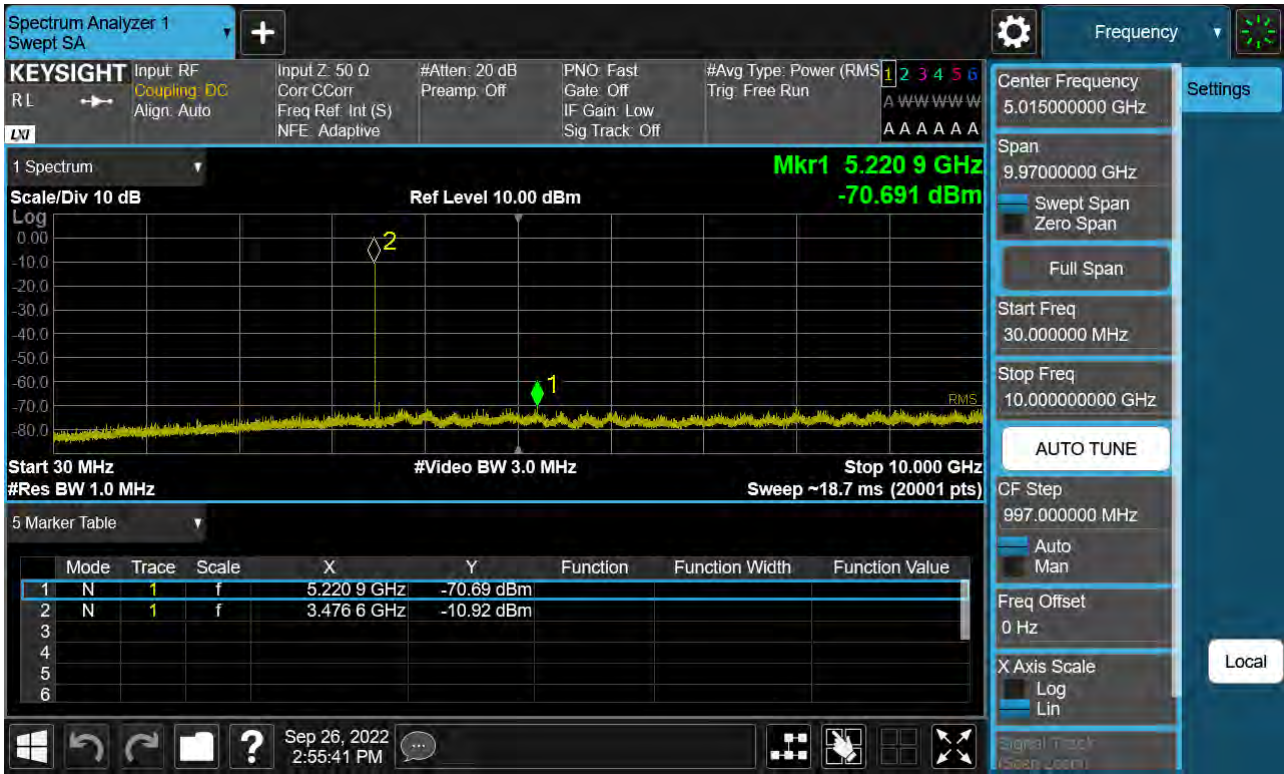 Spectrum Analyzer 1
Swept SA
+
Frequency
KEYSIGHT
RL
LXI
Input: RF
Coupling: DC
Align: Auto
Input Z: 50 Ω
Corr CCorr
Freq Ref: Int (S)
NFE: Adaptive
#Atten: 20 dB
Preamp: Off
PNO: Fast
Gate: Off
IF Gain: Low
Sig Track: Off
#Avg Type: Power (RMS
Trig: Free Run
1 2 3 4 5 6
A W W W W W
A A A A A A
1 Spectrum
Mkr1 5.220 9 GHz
Scale/Div 10 dB
Ref Level 10.00 dBm
-70.691 dBm
Log
0.00
-10.0
-20.0
-30.0
-40.0
-50.0
-60.0
-70.0
-80.0
2
1
RMS
Start 30 MHz
#Video BW 3.0 MHz
Stop 10.000 GHz
#Res BW 1.0 MHz
Sweep ~18.7 ms (20001 pts)
5 Marker Table
Mode Trace Scale X Y Function Function Width Function Value
1 N 1 f 5.220 9 GHz -70.69 dBm
2 N 1 f 3.476 6 GHz -10.92 dBm
3
4
5
6
Sep 26, 2022
2:55:41 PM
?
Center Frequency
5.015000000 GHz
Settings
Span
9.97000000 GHz
Swept Span
Zero Span
Full Span
Start Freq
30.000000 MHz
Stop Freq
10.000000000 GHz
AUTO TUNE
CF Step
997.000000 MHz
Auto
Man
Freq Offset
0 Hz
X Axis Scale
Log
Lin
Local
Signal Track
(Span Zoom)